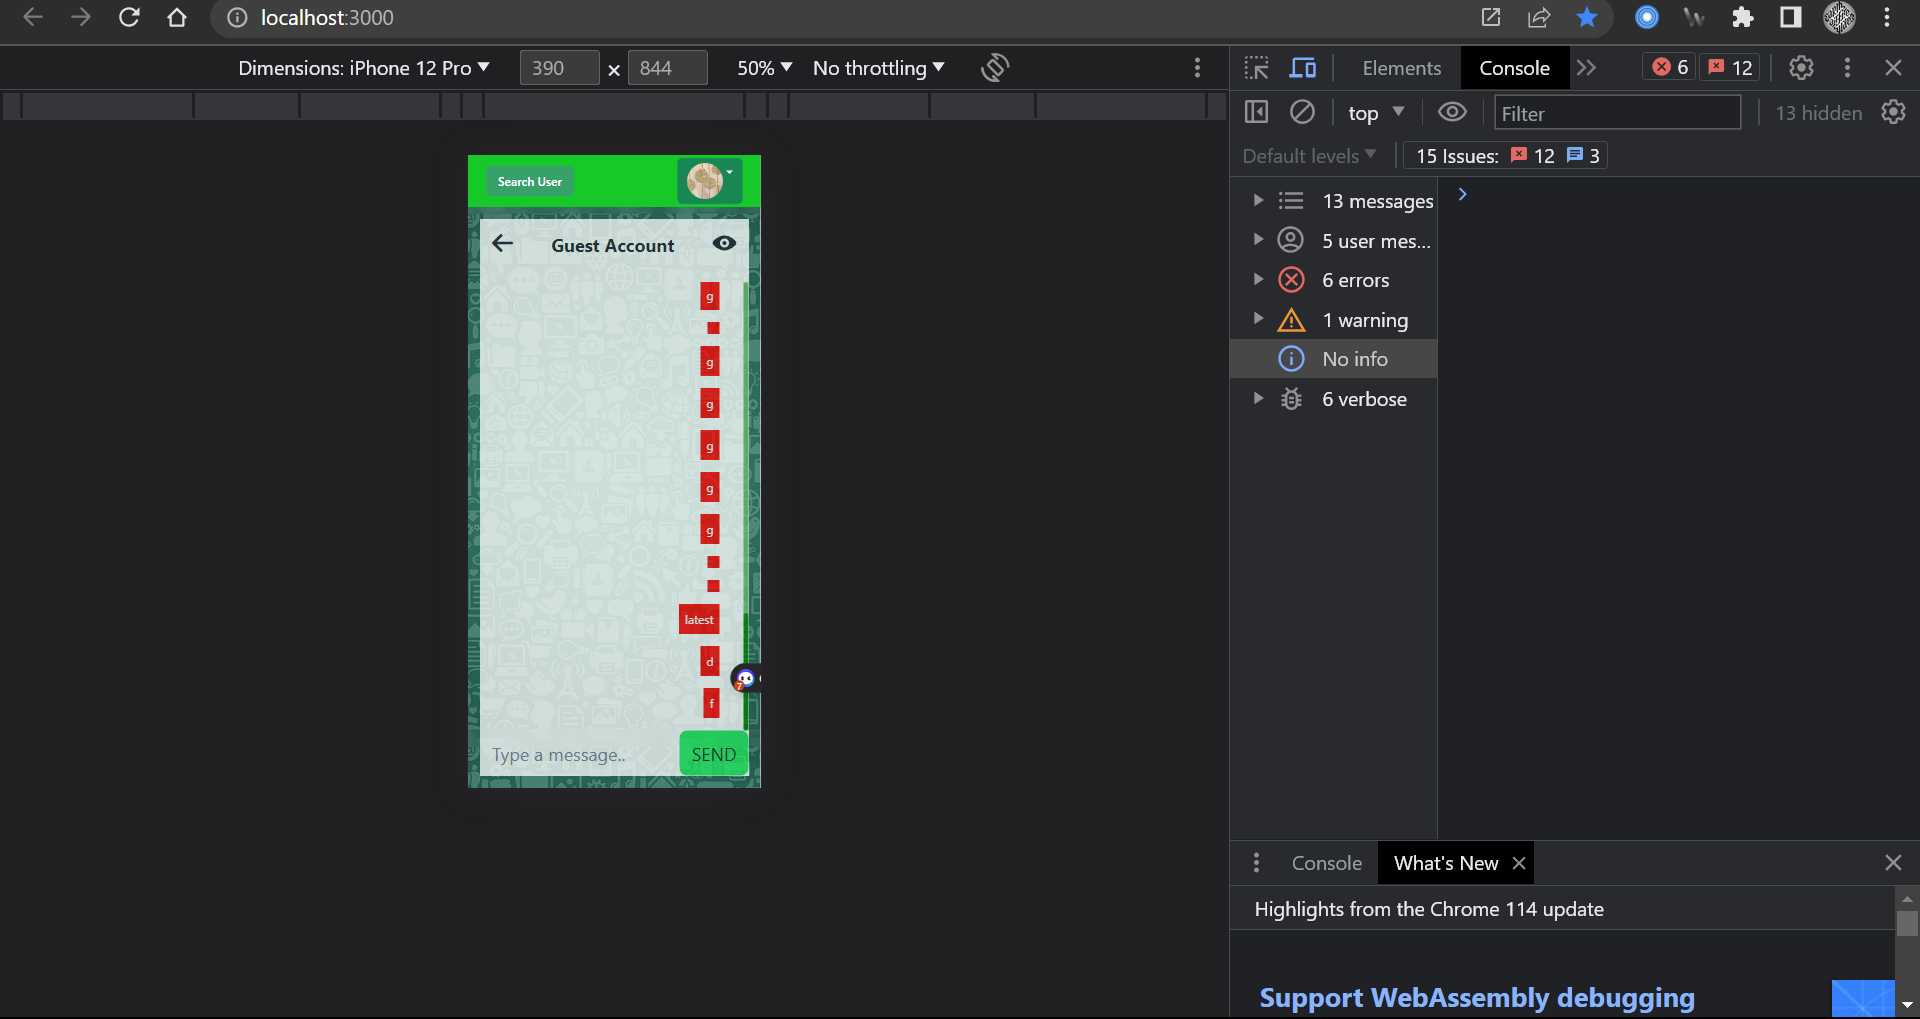 localhost:3000
Dimensions: iPhone 12 Pro 390 × 844 50% No throttling
Elements Console 6 12
top Filter 13 hidden
Default levels 15 Issues: 12 3
13 messages
5 user mes...
6 errors
1 warning
No info
6 verbose
Search User
Guest Account
g
g
g
g
g
g
latest
d
7
f
Type a message.. SEND
Console What's New
Highlights from the Chrome 114 update
Support WebAssembly debugging